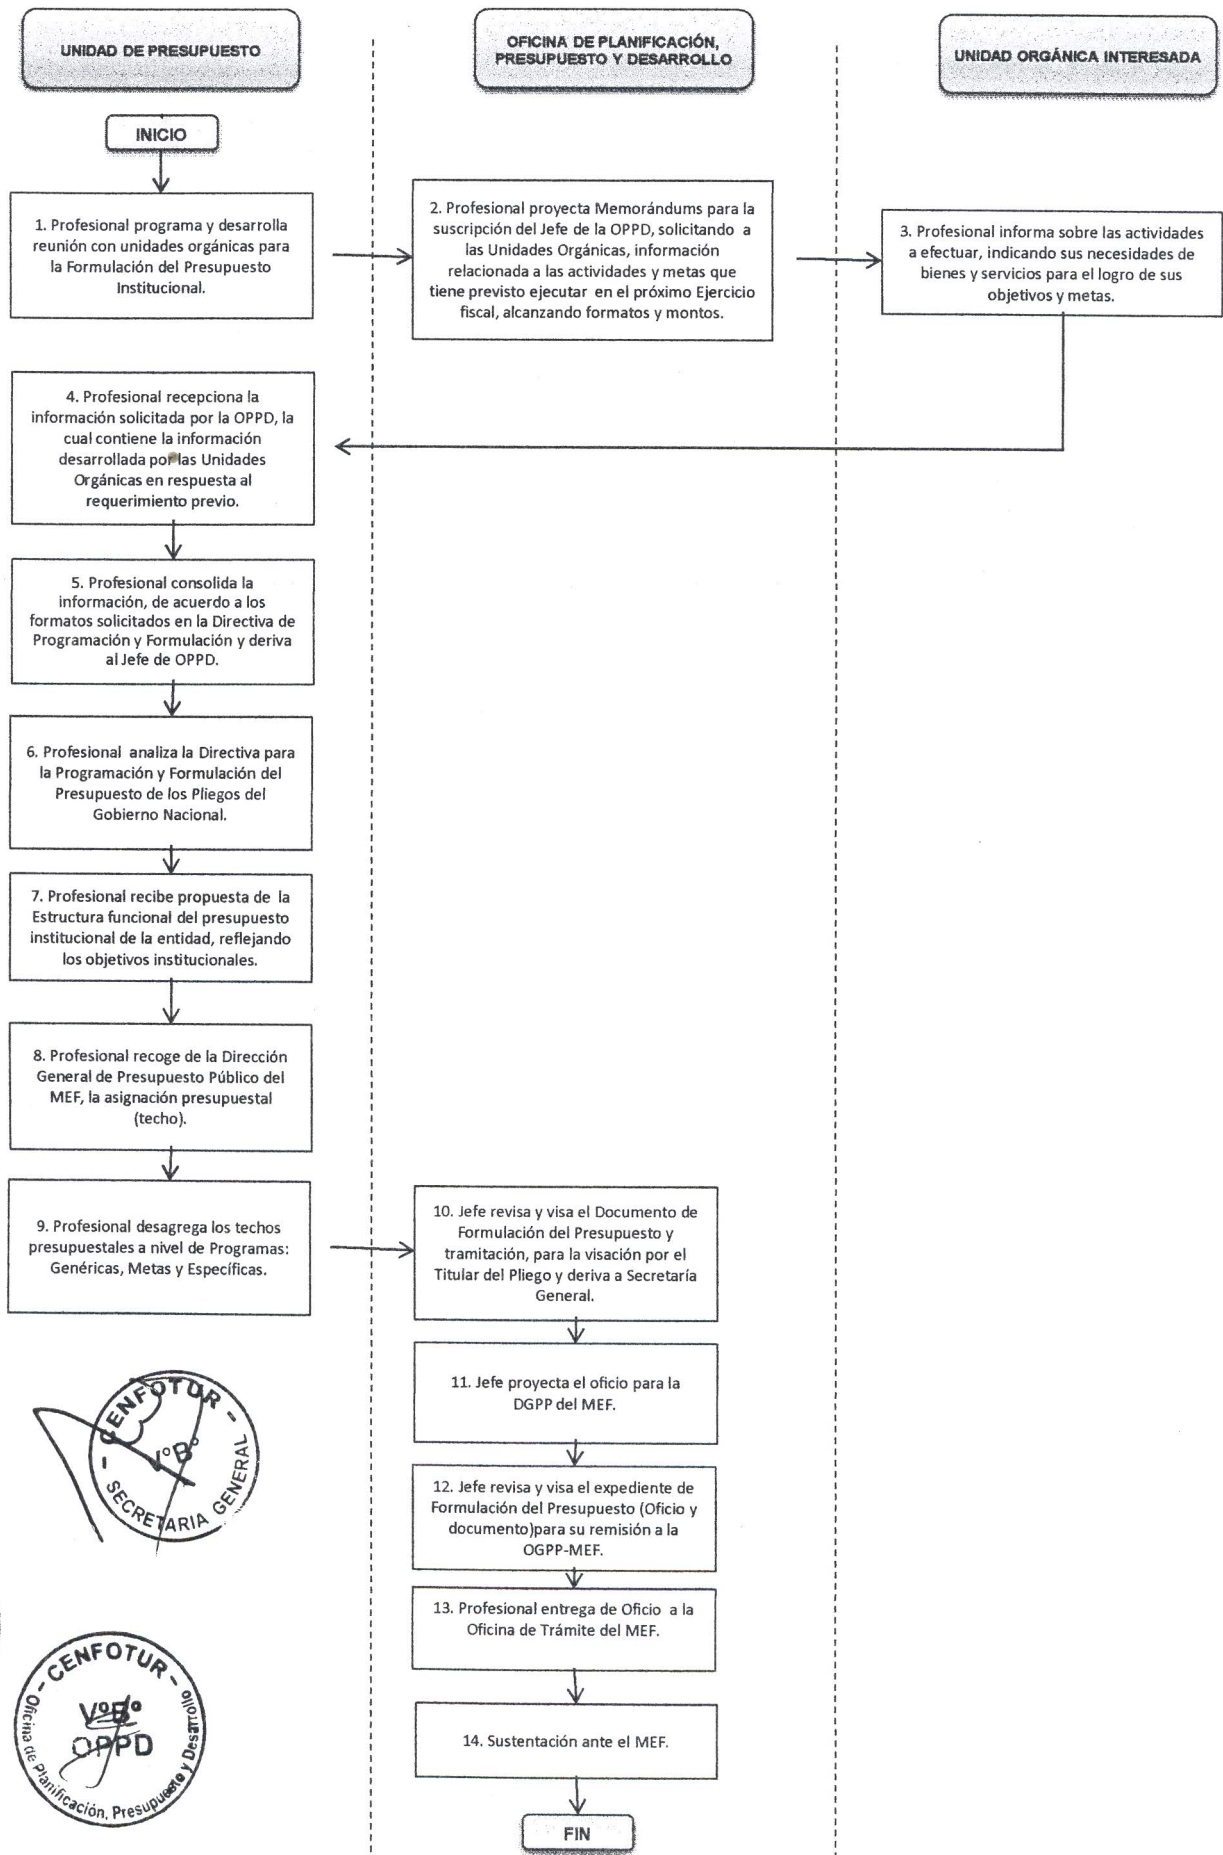 UNIDAD DE PRESUPUESTO
OFICINA DE PLANIFICACIÓN,
PRESUPUESTO Y DESARROLLO
UNIDAD ORGÁNICA INTERESADA
INICIO
1. Profesional programa y desarrolla
reunión con unidades orgánicas para
la Formulación del Presupuesto
Institucional.
2. Profesional proyecta Memorándums para la
suscripción del Jefe de la OPPD, solicitando a
las Unidades Orgánicas, información
relacionada a las actividades y metas que
tiene previsto ejecutar en el próximo Ejercicio
fiscal, alcanzando formatos y montos.
3. Profesional informa sobre las actividades
a efectuar, indicando sus necesidades de
bienes y servicios para el logro de sus
objetivos y metas.
4. Profesional recepciona la
información solicitada por la OPPD, la
cual contiene la información
desarrollada por las Unidades
Orgánicas en respuesta al
requerimiento previo.
5. Profesional consolida la
información, de acuerdo a los
formatos solicitados en la Directiva de
Programación y Formulación y deriva
al Jefe de OPPD.
6. Profesional analiza la Directiva para
la Programación y Formulación del
Presupuesto de los Pliegos del
Gobierno Nacional.
7. Profesional recibe propuesta de la
Estructura funcional del presupuesto
institucional de la entidad, reflejando
los objetivos institucionales.
8. Profesional recoge de la Dirección
General de Presupuesto Público del
MEF, la asignación presupuestal
(techo).
9. Profesional desagrega los techos
presupuestales a nivel de Programas:
Genéricas, Metas y Específicas.
10. Jefe revisa y visa el Documento de
Formulación del Presupuesto y
tramitación, para la visación por el
Titular del Pliego y deriva a Secretaría
General.
11. Jefe proyecta el oficio para la
DGPP del MEF.
12. Jefe revisa y visa el expediente de
Formulación del Presupuesto (Oficio y
documento)para su remisión a la
OGPP-MEF.
13. Profesional entrega de Oficio a la
Oficina de Trámite del MEF.
14. Sustentación ante el MEF.
FIN
- CENFOTUR -
V°B°
SECRETARIA GENERAL
- CENFOTUR -
V°B°
OPPD
Oficina de Planificación, Presupuesto y Desarrollo